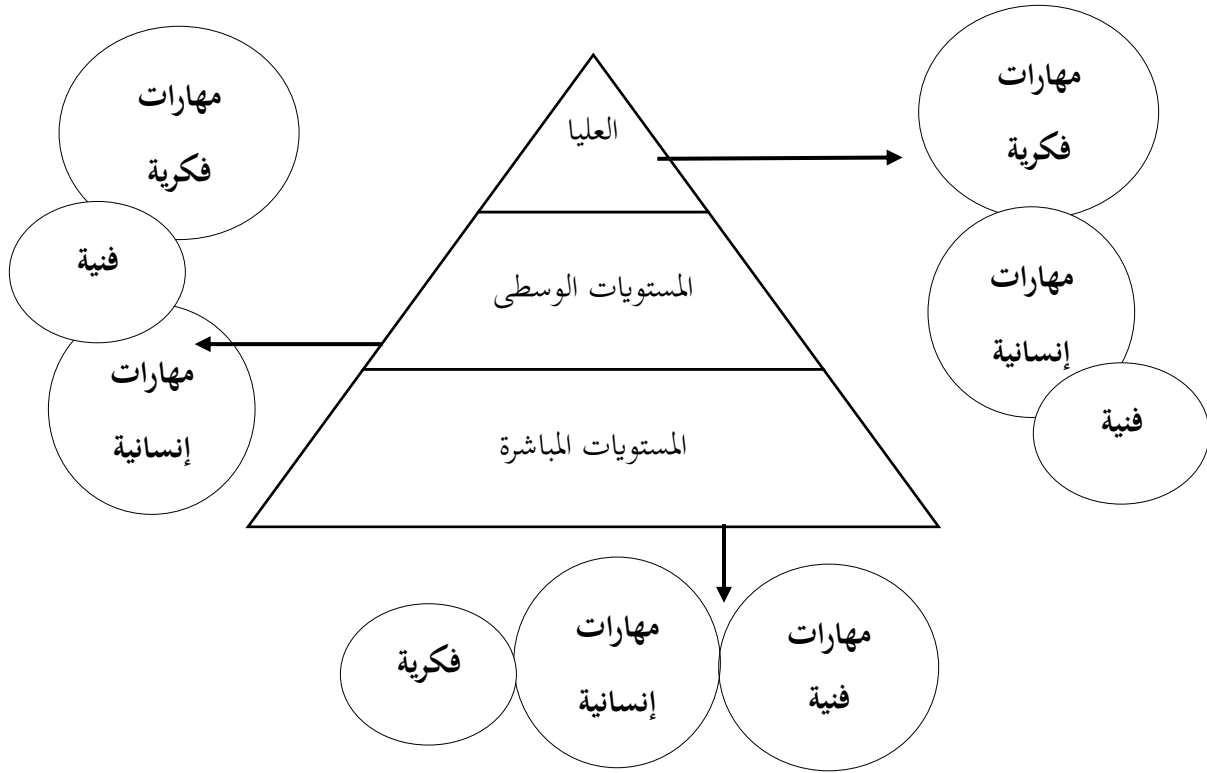 مهارات
فكرية
مهارات
إنسانية
فنية
العليا
المستويات الوسطى
المستويات المباشرة
مهارات
فكرية
فنية
مهارات
إنسانية
مهارات
فنية
مهارات
إنسانية
فكرية